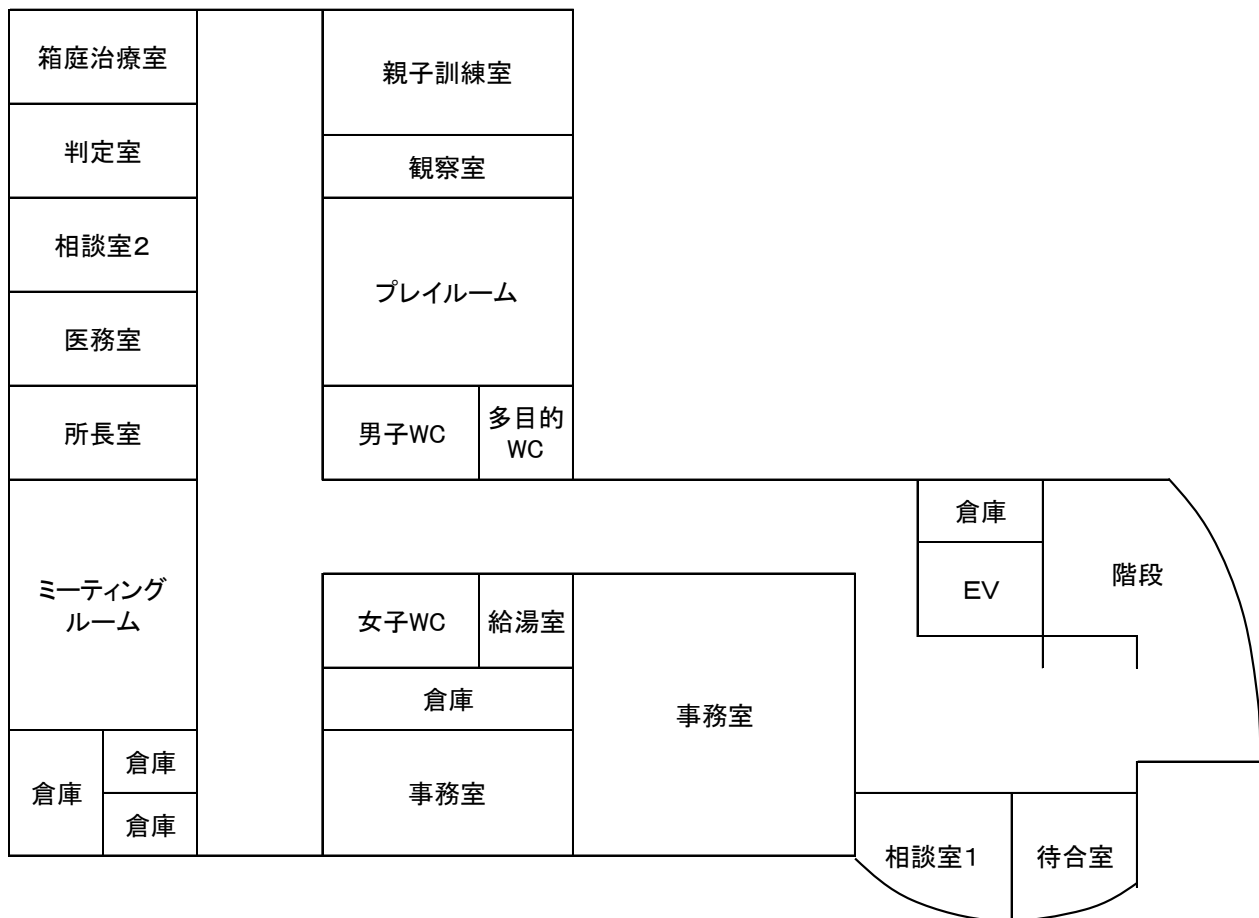 箱庭治療室
親子訓練室
判定室
観察室
相談室2
プレイルーム
医務室
所長室
男子WC
多目的
WC
倉庫
ミーティング
ルーム
女子WC
給湯室
EV
階段
倉庫
事務室
倉庫
倉庫
倉庫
事務室
相談室1
待合室